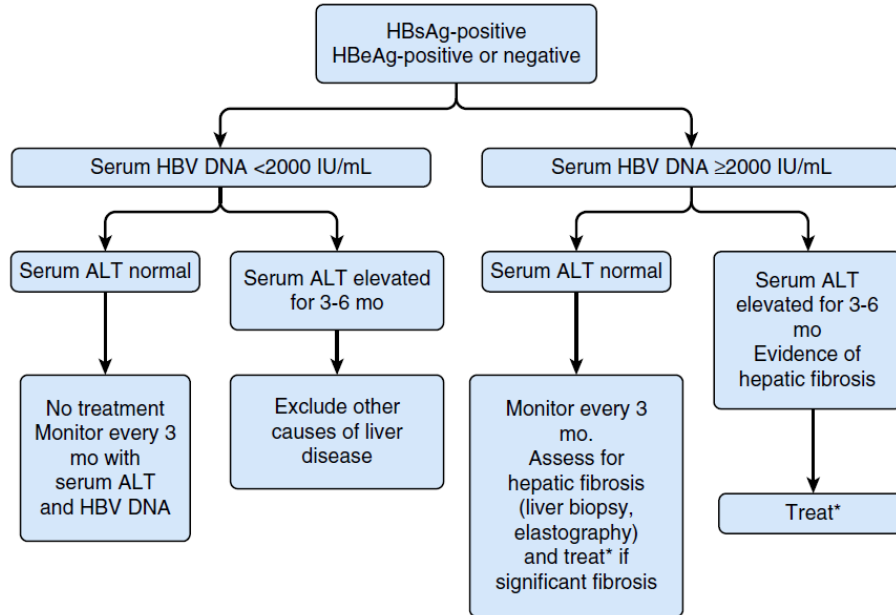 HBsAg-positive
HBeAg-positive or negative
Serum HBV DNA <2000 IU/mL
Serum HBV DNA ≥2000 IU/mL
Serum ALT normal
Serum ALT elevated
for 3-6 mo
Serum ALT normal
Serum ALT
elevated for 3-6
mo
Evidence of
hepatic fibrosis
No treatment
Monitor every 3
mo with
serum ALT
and HBV DNA
Exclude other
causes of liver
disease
Monitor every 3
mo.
Assess for
hepatic fibrosis
(liver biopsy,
elastography)
and treat* if
significant fibrosis
Treat*